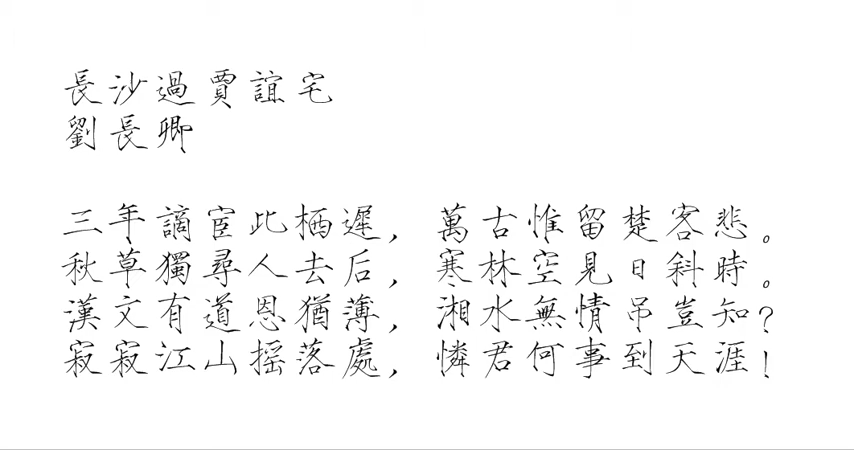 長沙過賈誼宅
劉長卿
三年謫宦此栖遲，萬古惟留楚客悲。
秋草獨尋人去后，寒林空見日斜時。
漢文有道恩猶薄，湘水無情吊豈知？
寂寂江山摇落處，憐君何事到天涯！